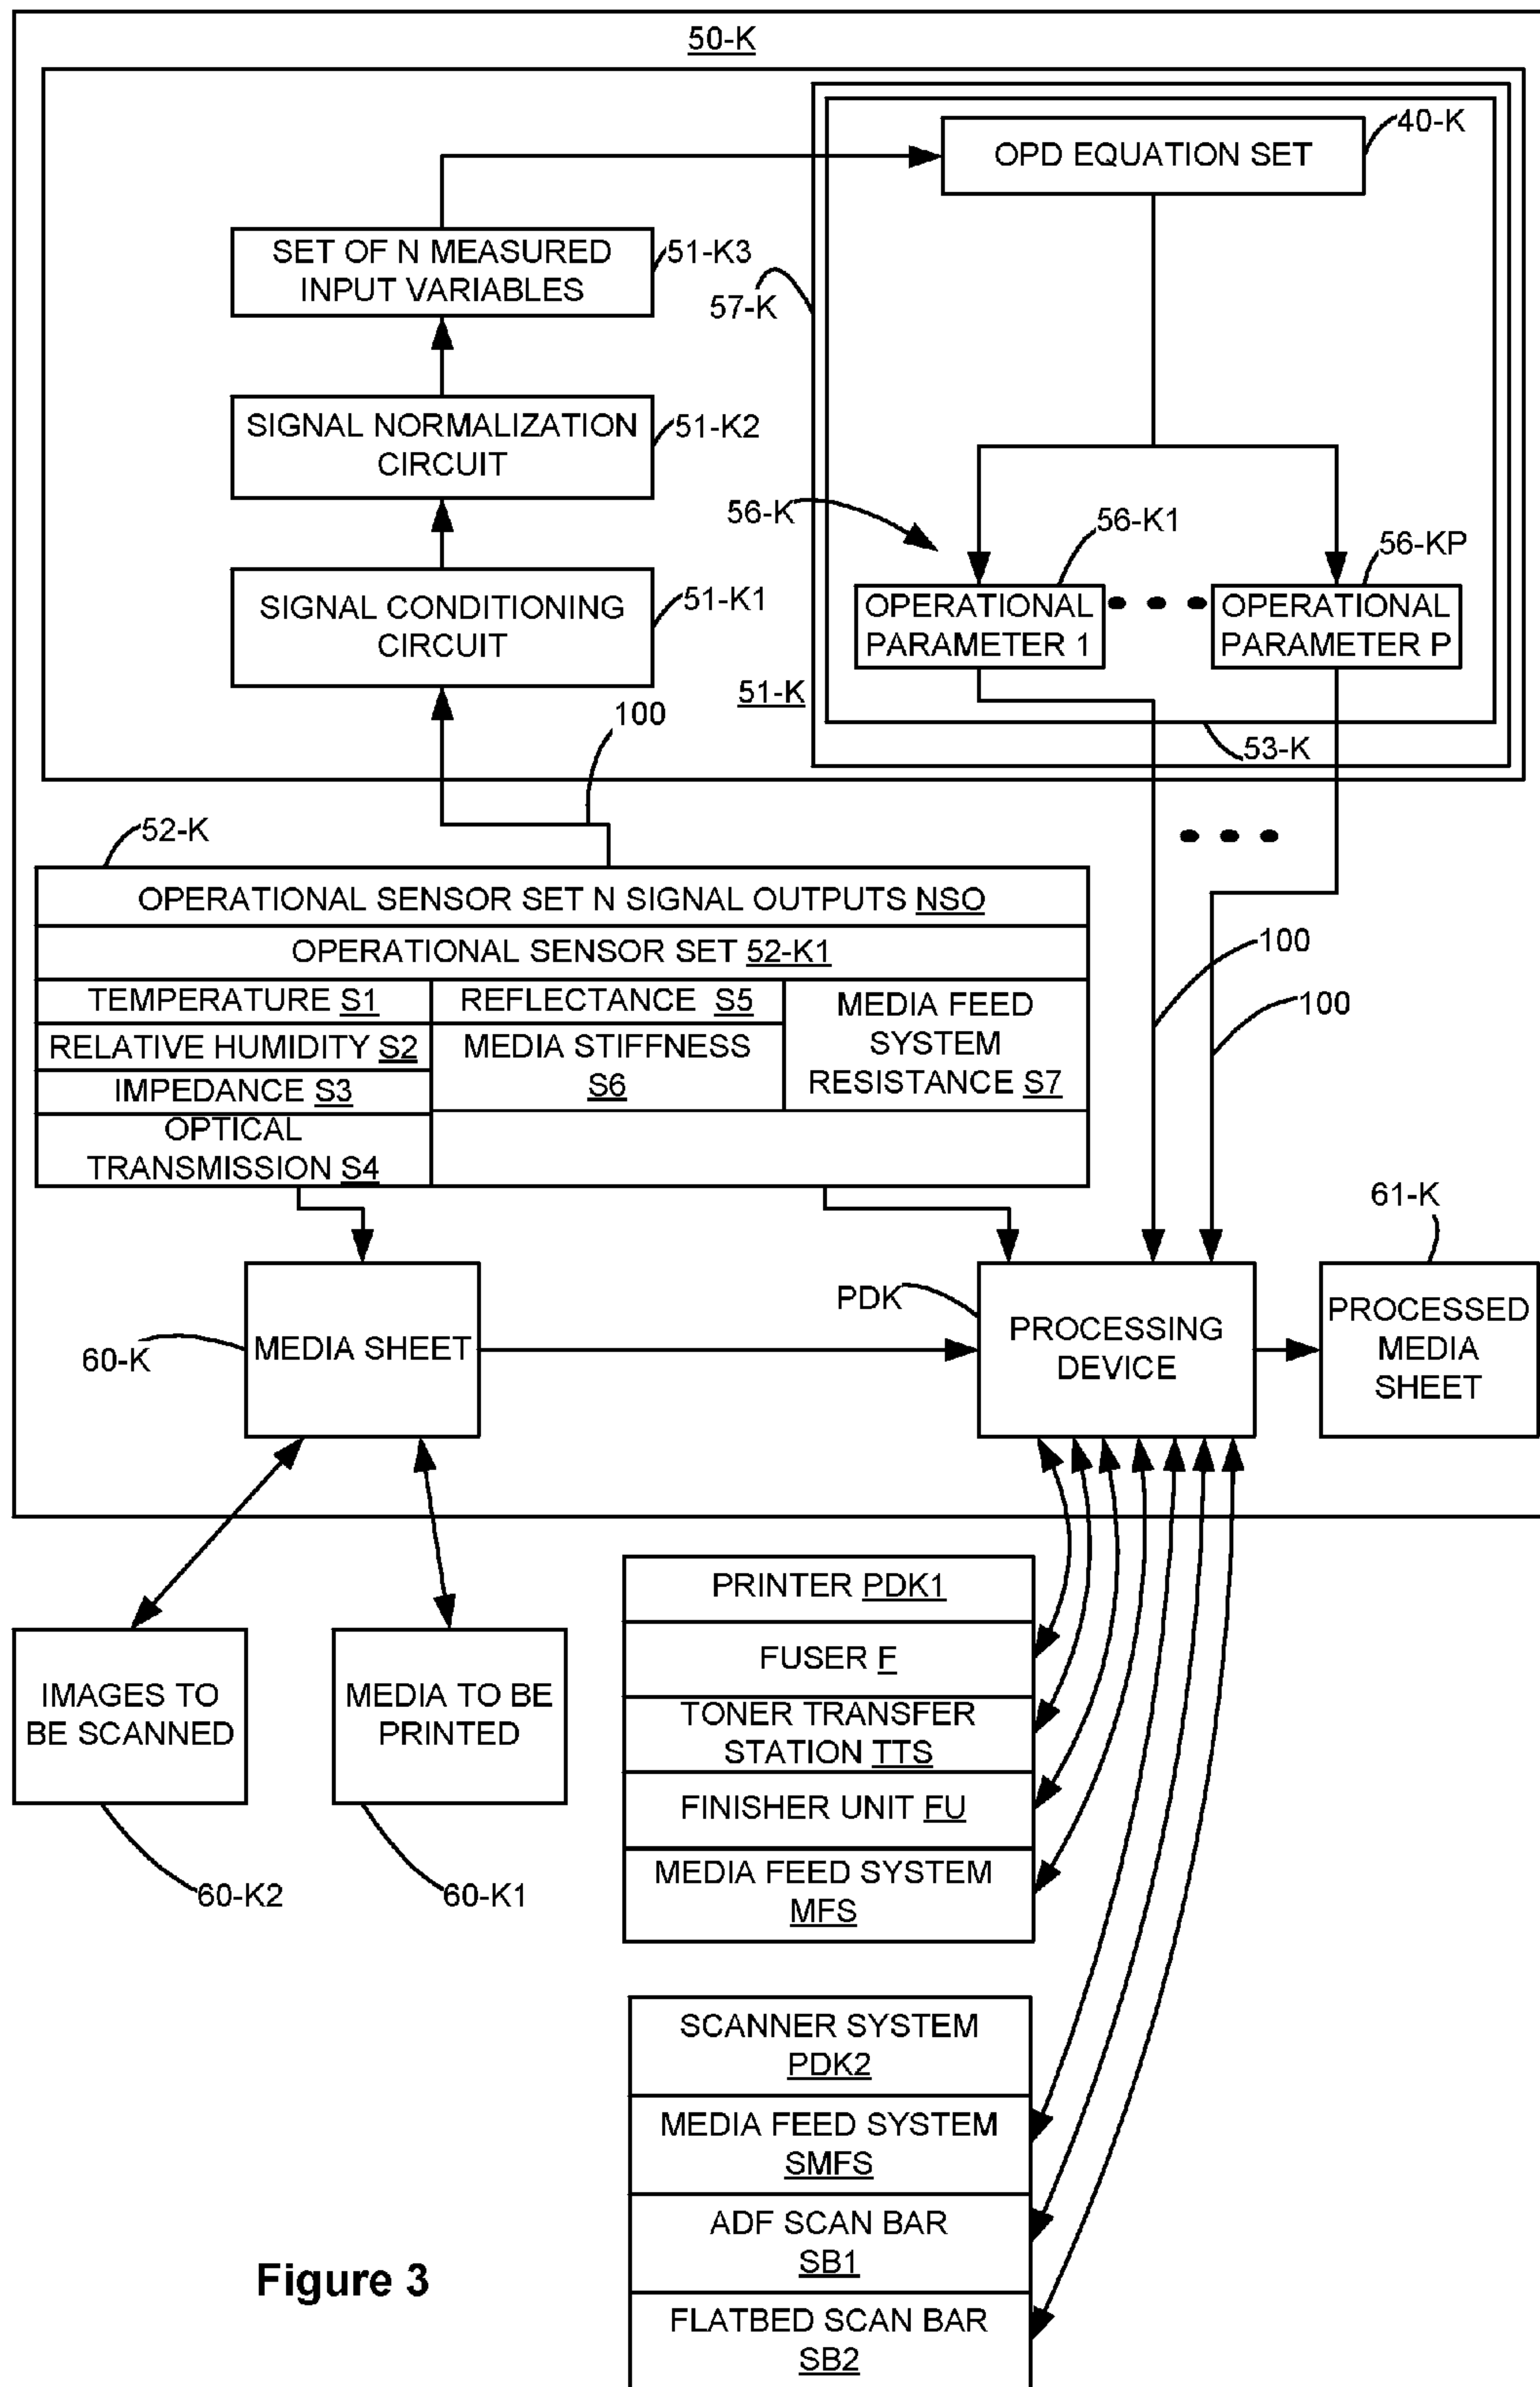 50-K
40-K
OPD EQUATION SET
SET OF N MEASURED
INPUT VARIABLES
51-K3
57-K
SIGNAL NORMALIZATION
CIRCUIT
51-K2
56-K
56-K1
56-KP
SIGNAL CONDITIONING
CIRCUIT
51-K1
OPERATIONAL
PARAMETER 1
OPERATIONAL
PARAMETER P
51-K
100
53-K
52-K
OPERATIONAL SENSOR SET N SIGNAL OUTPUTS NSO
OPERATIONAL SENSOR SET 52-K1
TEMPERATURE S1
RELATIVE HUMIDITY S2
IMPEDANCE S3
OPTICAL
TRANSMISSION S4
REFLECTANCE S5
MEDIA STIFFNESS
S6
MEDIA FEED
SYSTEM
RESISTANCE S7
100
100
61-K
PDK
60-K
MEDIA SHEET
PROCESSING
DEVICE
PROCESSED
MEDIA
SHEET
IMAGES TO
BE SCANNED
MEDIA TO BE
PRINTED
60-K2
60-K1
PRINTER PDK1
FUSER F
TONER TRANSFER
STATION TTS
FINISHER UNIT FU
MEDIA FEED SYSTEM
MFS
SCANNER SYSTEM
PDK2
MEDIA FEED SYSTEM
SMFS
ADF SCAN BAR
SB1
FLATBED SCAN BAR
SB2
Figure 3